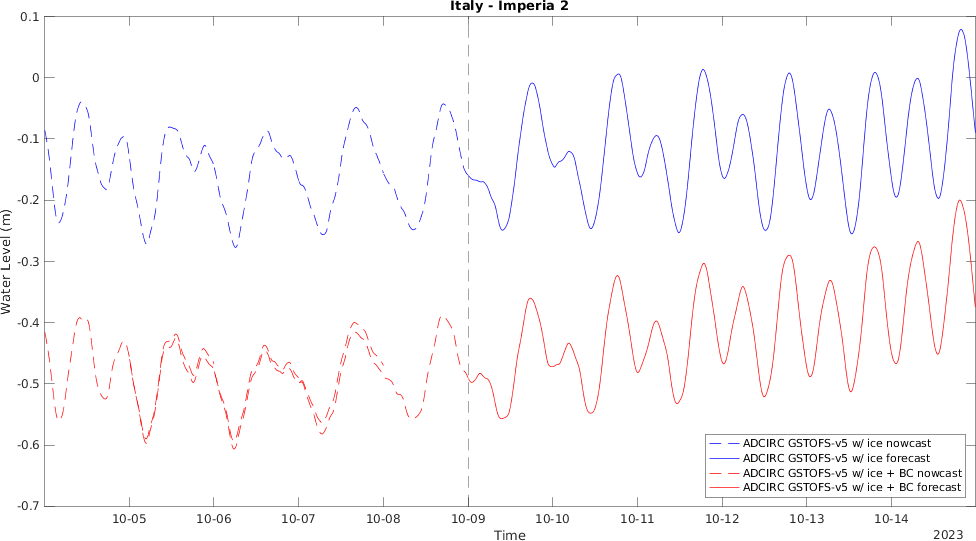 Italy - Imperia 2
0.1
0
-0.1
-0.2
-0.3
-0.4
-0.5
-0.6
-0.7
Water Level (m)
10-05 10-06 10-07 10-08 10-09 10-10 10-11 10-12 10-13 10-14
Time
2023
ADCIRC GSTOFS-v5 w/ ice nowcast
ADCIRC GSTOFS-v5 w/ ice forecast
ADCIRC GSTOFS-v5 w/ ice + BC nowcast
ADCIRC GSTOFS-v5 w/ ice + BC forecast